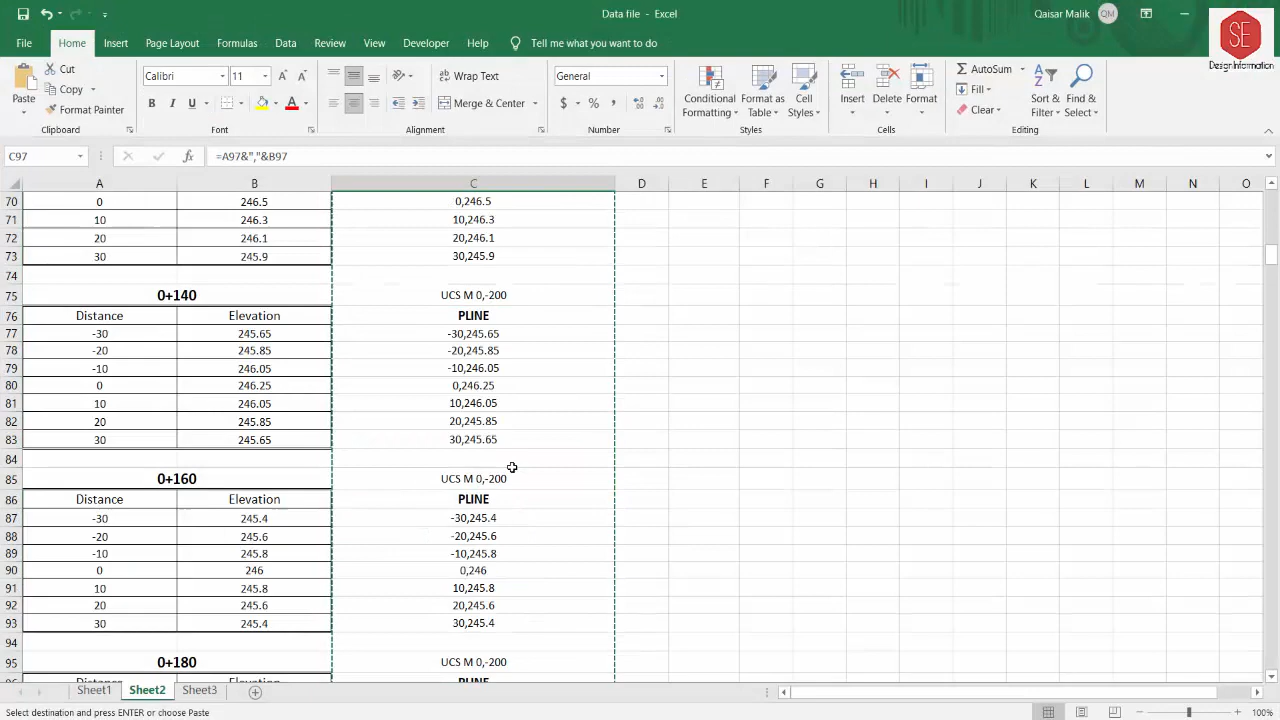 Data file - Excel
Qaisar Malik QM
SE
Design Information
File Home Insert Page Layout Formulas Data Review View Developer Help Tell me what you want to do
Paste
Cut
Copy
Format Painter
Clipboard
Calibri 11
B I U
Font
Wrap Text
Merge & Center
Alignment
General
$ % ,
Number
Conditional Formatting
Format as Table
Cell Styles
Styles
Insert
Delete
Format
Cells
AutoSum
Fill
Clear
Sort & Filter
Find & Select
Editing
C97 =A97&","&B97
A B C D E F G H I J K L M N O
70 0 246.5 0,246.5
71 10 246.3 10,246.3
72 20 246.1 20,246.1
73 30 245.9 30,245.9
74
75 0+140 UCS M 0,-200
76 Distance Elevation PLINE
77 -30 245.65 -30,245.65
78 -20 245.85 -20,245.85
79 -10 246.05 -10,246.05
80 0 246.25 0,246.25
81 10 246.05 10,246.05
82 20 245.85 20,245.85
83 30 245.65 30,245.65
84
85 0+160 UCS M 0,-200
86 Distance Elevation PLINE
87 -30 245.4 -30,245.4
88 -20 245.6 -20,245.6
89 -10 245.8 -10,245.8
90 0 246 0,246
91 10 245.8 10,245.8
92 20 245.6 20,245.6
93 30 245.4 30,245.4
94
95 0+180 UCS M 0,-200
96 Distance Elevation PLINE
Sheet1 Sheet2 Sheet3
Select destination and press ENTER or choose Paste
100%